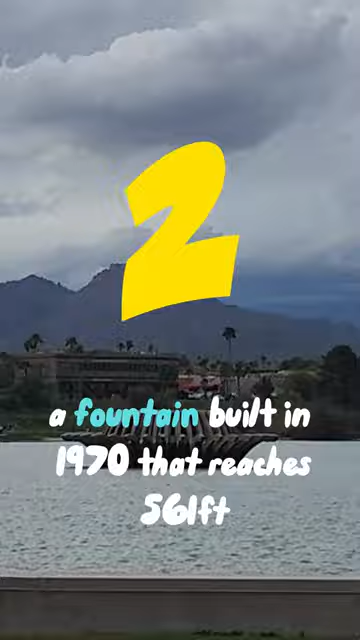 2
a fountain built in
1970 that reaches
561ft